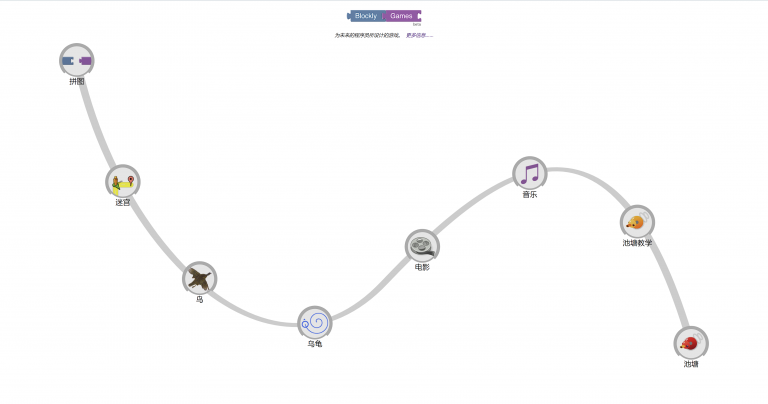 Blockly Games
为未来的程序员所设计的游戏。 更多信息......
拼图
迷宫
鸟
乌龟
电影
音乐
池塘教学
池塘